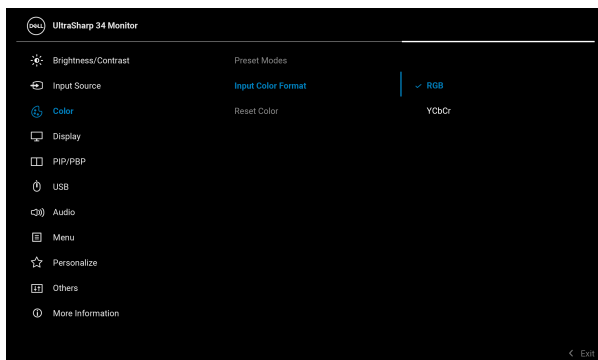 DELL UltraSharp 34 Monitor
Brightness/Contrast Preset Modes
Input Source Input Color Format ✓ RGB
Color Reset Color YCbCr
Display
PIP/PBP
USB
Audio
Menu
Personalize
Others
More Information
< Exit